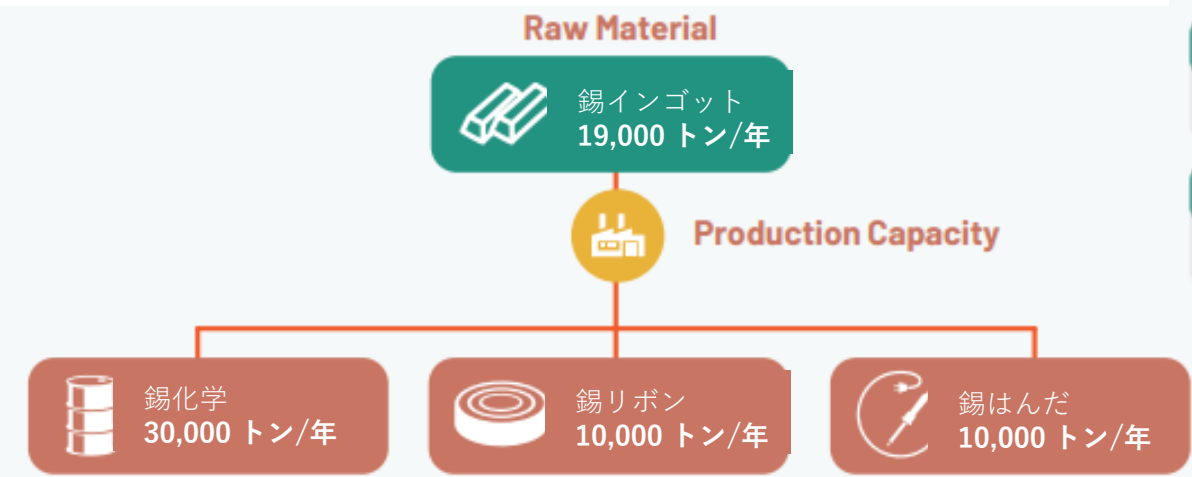 Raw Material
錫インゴット
19,000 トン/年
Production Capacity
錫化学
30,000 トン/年
錫リボン
10,000 トン/年
錫はんだ
10,000 トン/年